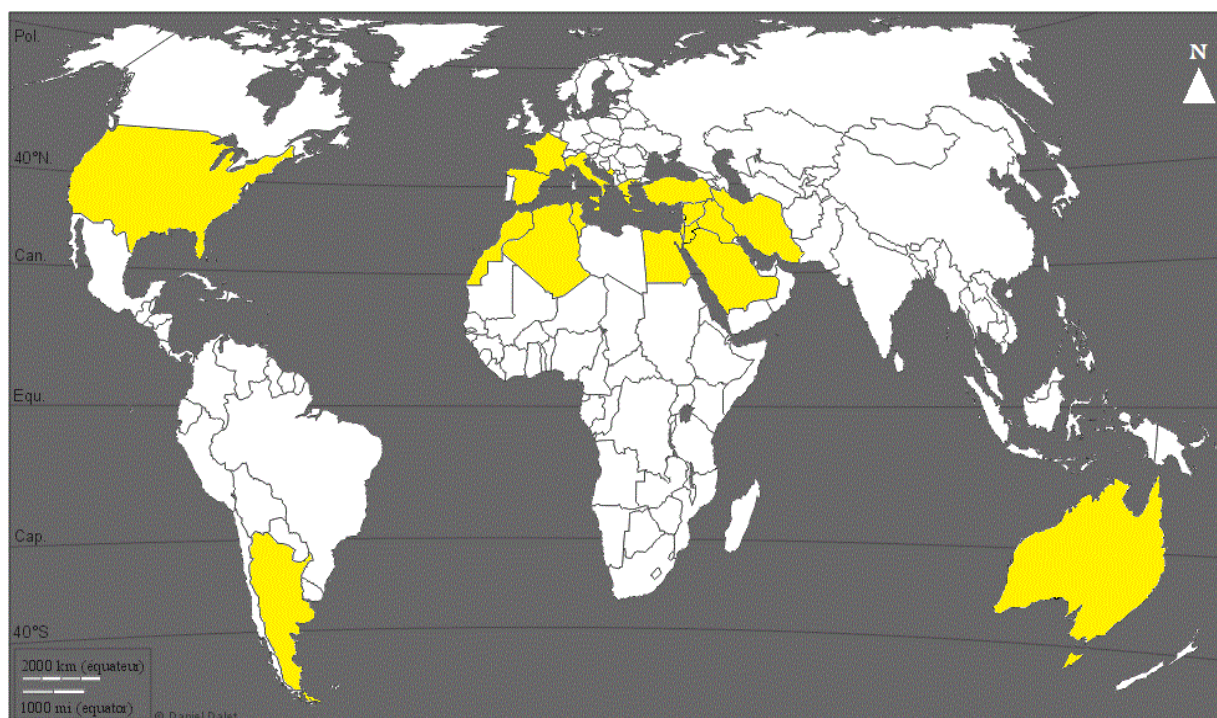 Pol.
N
40°N.
Can.
Equ.
Cap.
40°S
2000 km (équateur)
1000 mi (equator)
© Daniel Dalet